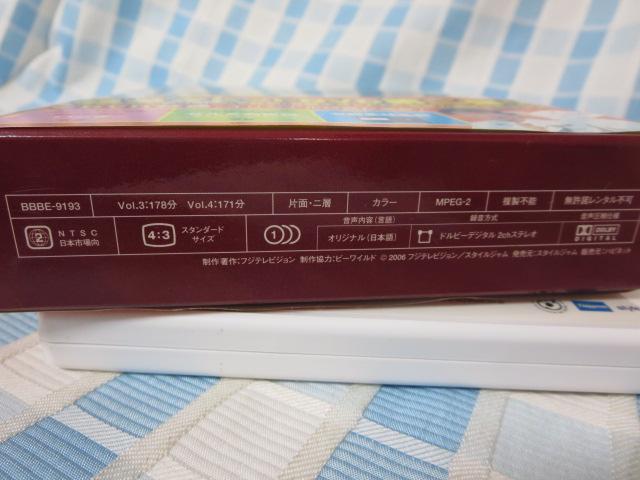 BBBE-9193 Vol.3:178分 Vol.4:171分 片面・二層 カラー MPEG-2 複製不能 無許諾レンタル不可
2 NTSC 日本市場向 4:3 スタンダードサイズ 1 音声内容(言語) 録音方式 音声圧縮仕様
オリジナル(日本語) ドルビーデジタル 2chステレオ DOLBY DIGITAL
制作著作:フジテレビジョン 制作協力:ビーワイルド © 2006 フジテレビジョン/スタイルジャム 発売元:スタイルジャム 販売元:ハピネット